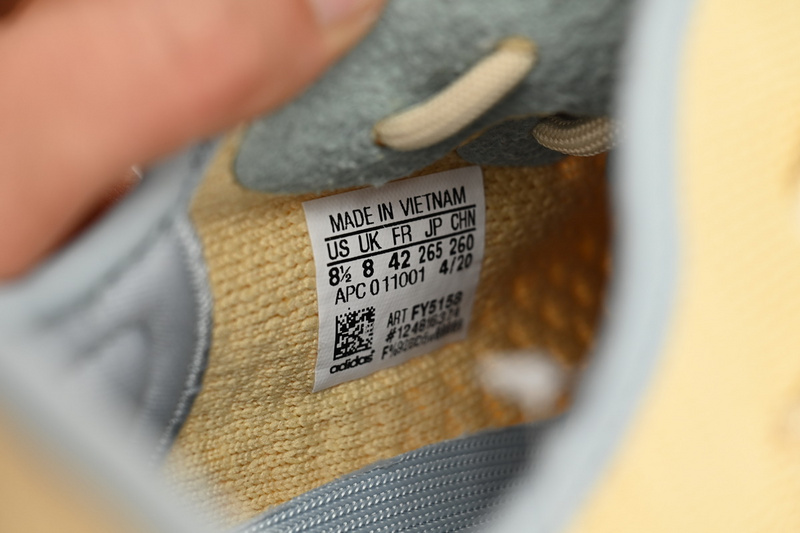 MADE IN VIETNAM
US UK FR JP CHN
8½ 8 42 265 260
APC 011001 4/20
ART FY5158
adidas